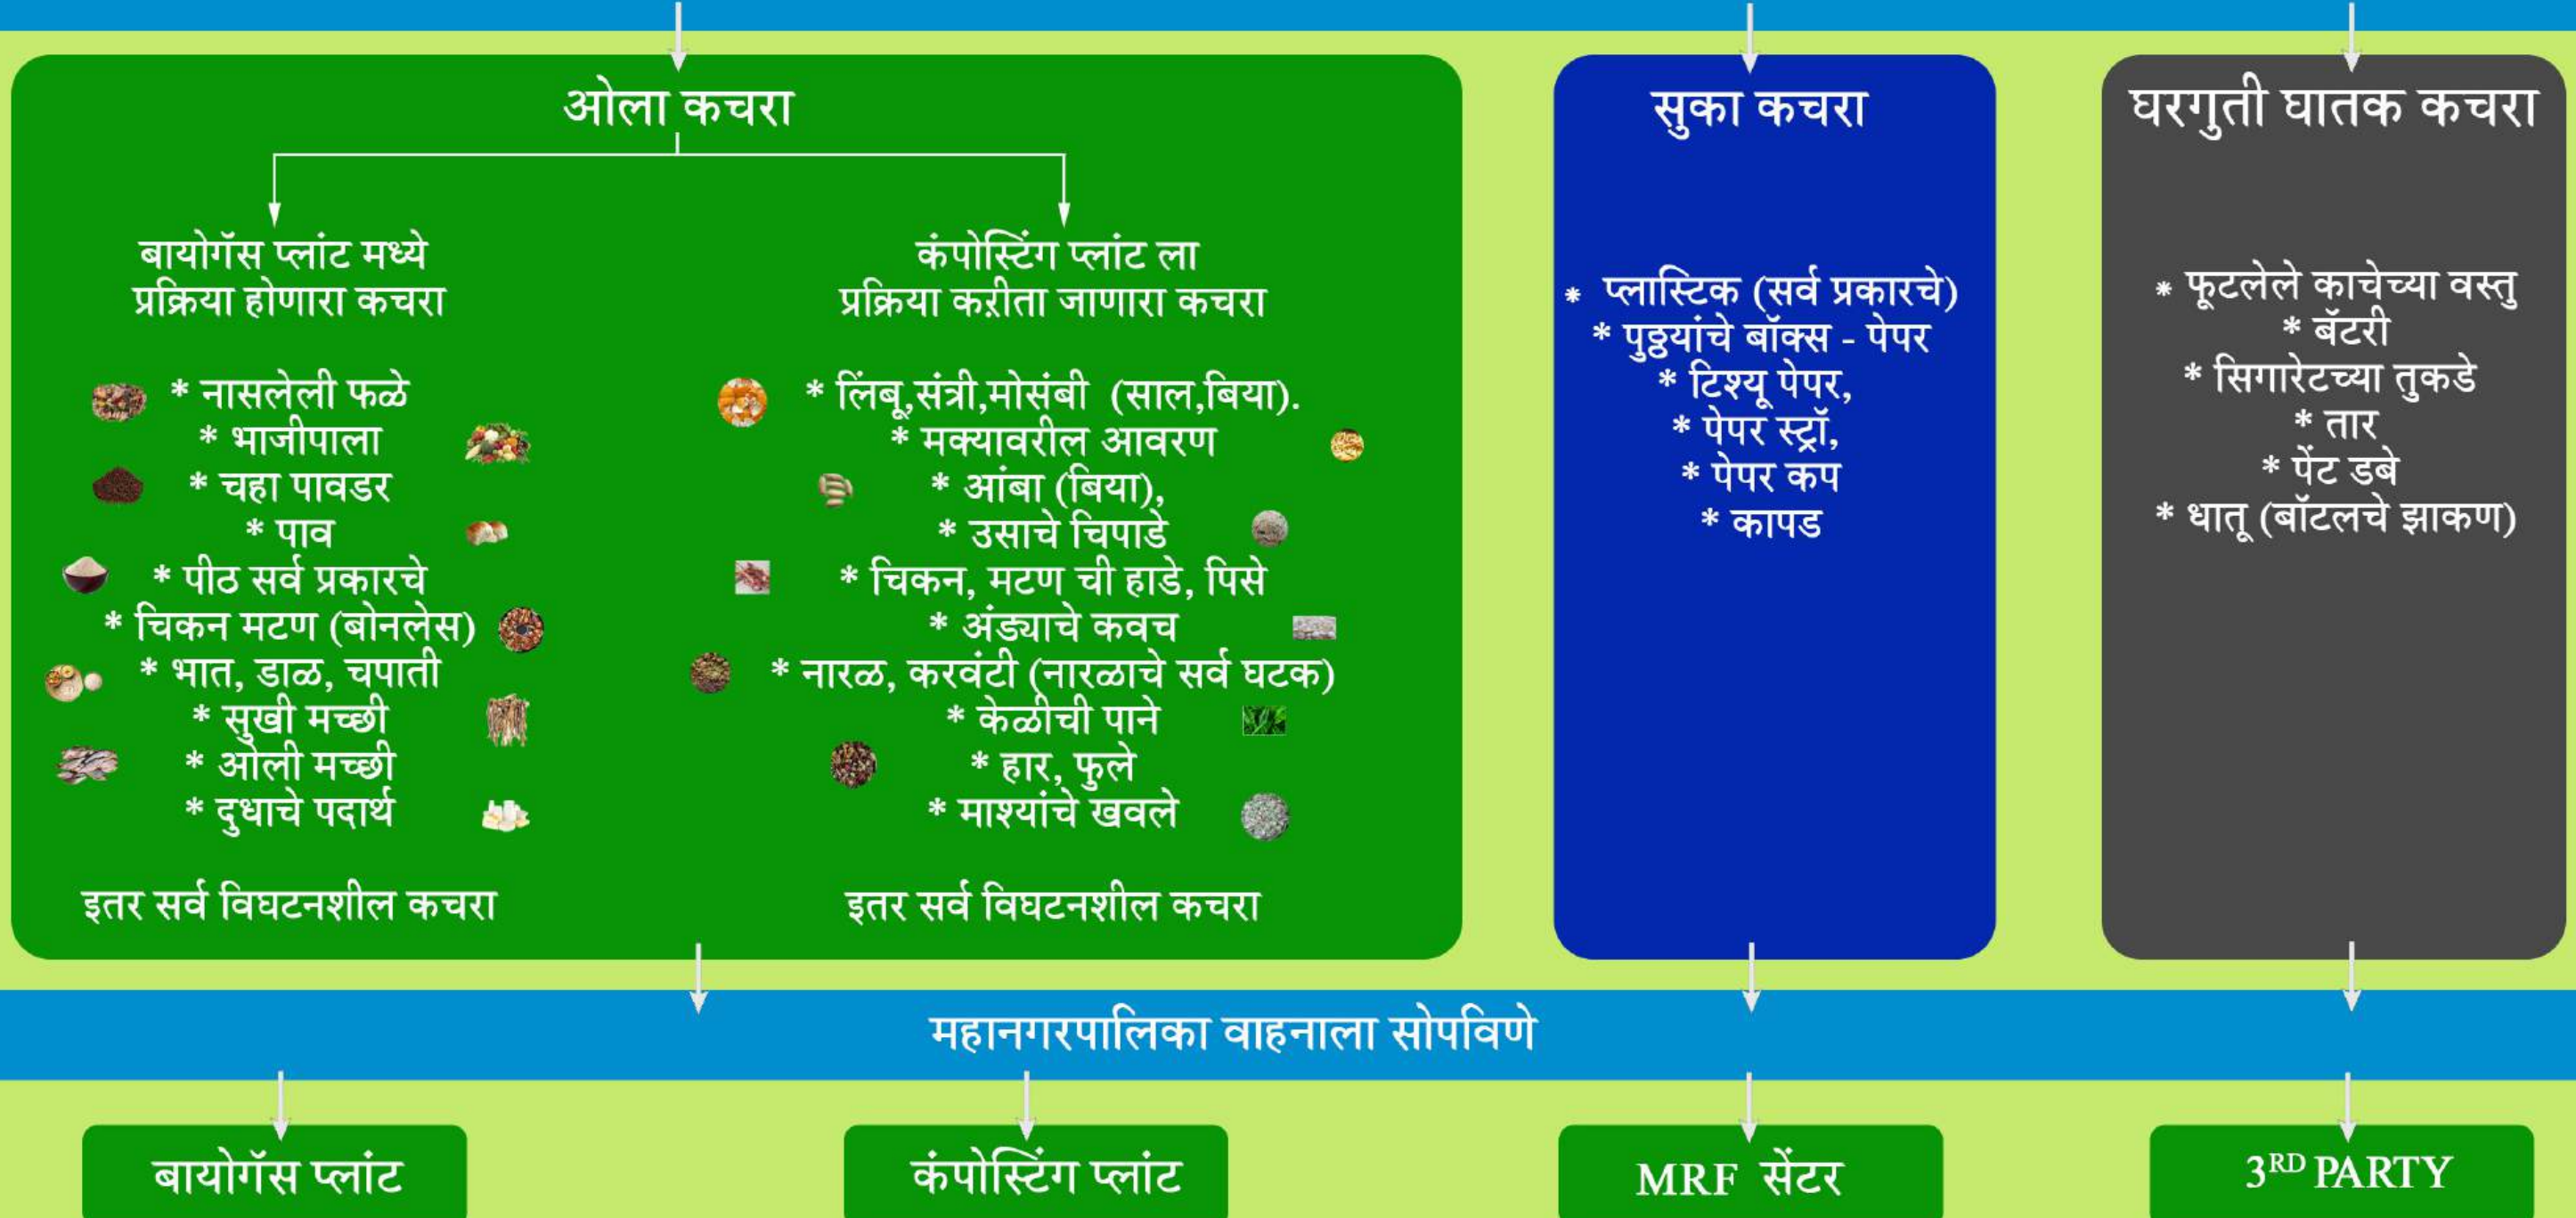 ओला कचरा
बायोगॅस प्लांट मध्ये
प्रक्रिया होणारा कचरा
* नासलेली फळे
* भाजीपाला
* चहा पावडर
* पाव
* पीठ सर्व प्रकारचे
* चिकन मटण (बोनलेस)
* भात, डाळ, चपाती
* सुखी मच्छी
* ओली मच्छी
* दुधाचे पदार्थ
इतर सर्व विघटनशील कचरा
कंपोस्टिंग प्लांट ला
प्रक्रिया कऱीता जाणारा कचरा
* लिंबू,संत्री,मोसंबी (साल,बिया).
* मक्यावरील आवरण
* आंबा (बिया),
* उसाचे चिपाडे
* चिकन, मटण ची हाडे, पिसे
* अंड्याचे कवच
* नारळ, करवंटी (नारळाचे सर्व घटक)
* केळीची पाने
* हार, फुले
* माश्यांचे खवले
इतर सर्व विघटनशील कचरा
सुका कचरा
* प्लास्टिक (सर्व प्रकारचे)
* पुठ्ठयांचे बॉक्स - पेपर
* टिश्यू पेपर,
* पेपर स्ट्रॉ,
* पेपर कप
* कापड
घरगुती घातक कचरा
* फूटलेले काचेच्या वस्तु
* बॅटरी
* सिगारेटच्या तुकडे
* तार
* पेंट डबे
* धातू (बॉटलचे झाकण)
महानगरपालिका वाहनाला सोपविणे
बायोगॅस प्लांट
कंपोस्टिंग प्लांट
MRF सेंटर
3RD PARTY